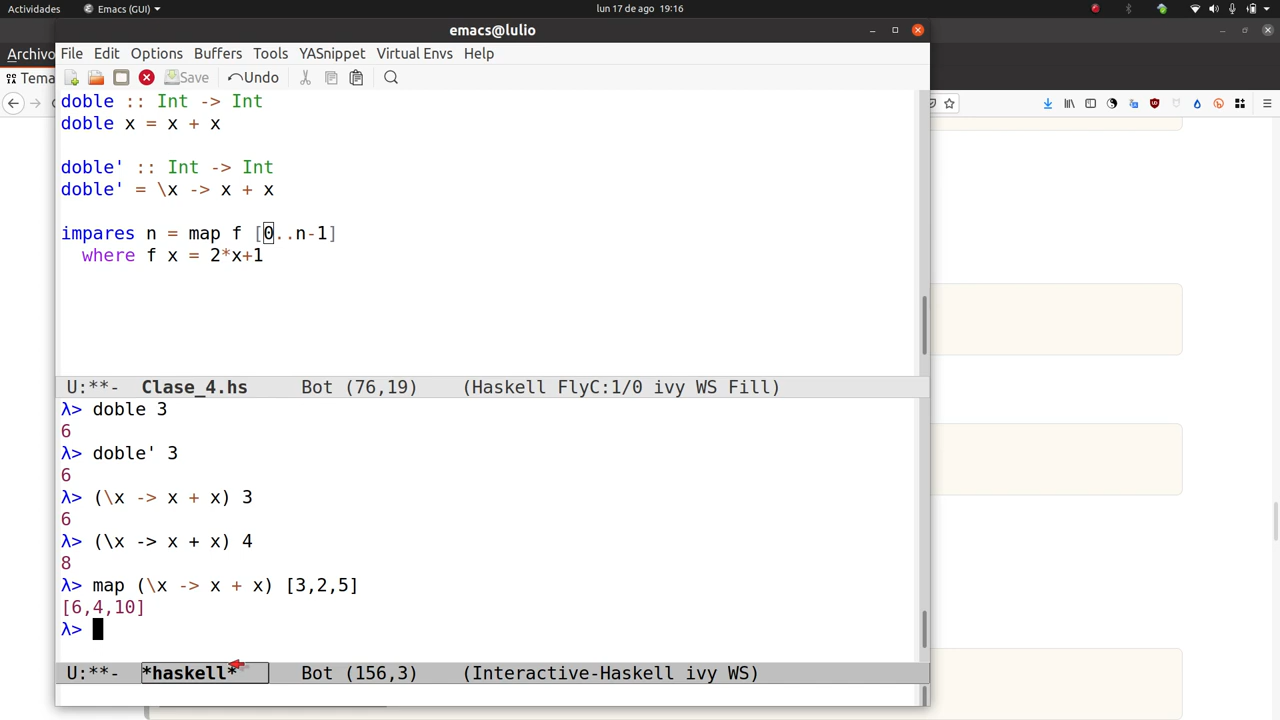 Actividades Emacs (GUI) lun 17 de ago 19:16
emacs@lulio
Archivo
File Edit Options Buffers Tools YASnippet Virtual Envs Help
Tema
Save Undo
doble :: Int -> Int
doble x = x + x
doble' :: Int -> Int
doble' = \x -> x + x
impares n = map f [0..n-1]
where f x = 2*x+1
U:**- Clase_4.hs Bot (76,19) (Haskell FlyC:1/0 ivy WS Fill)
λ> doble 3
6
λ> doble' 3
6
λ> (\x -> x + x) 3
6
λ> (\x -> x + x) 4
8
λ> map (\x -> x + x) [3,2,5]
[6,4,10]
λ>
U:**- *haskell* Bot (156,3) (Interactive-Haskell ivy WS)